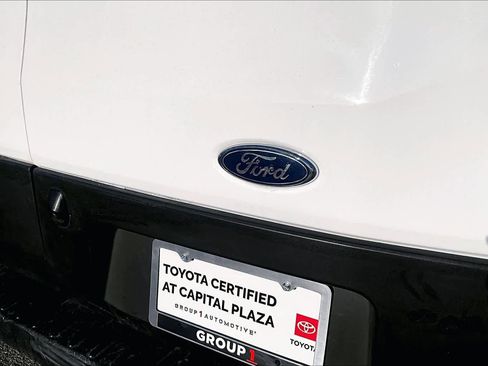 Ford
TOYOTA CERTIFIED
AT CAPITAL PLAZA
GROUP 1 AUTOMOTIVE®
TOYOTA
GROUP 1